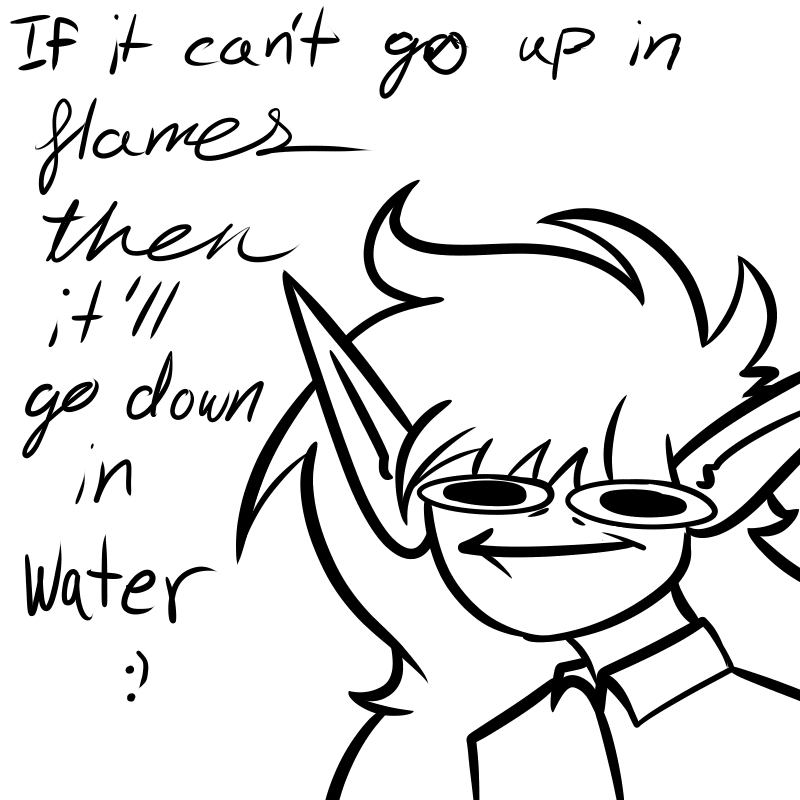 If it can't go up in
flames
then
it'll
go down
in
water
:)